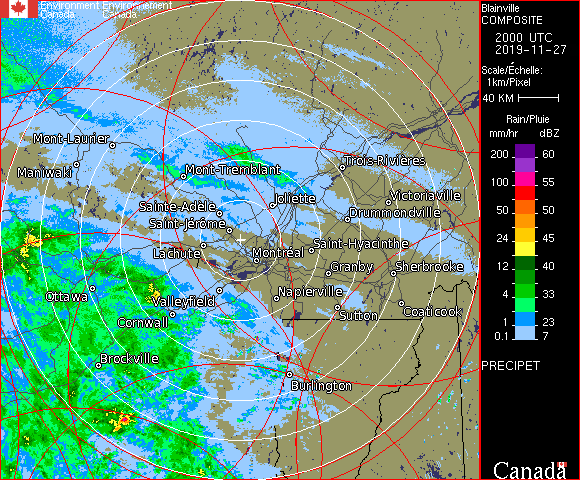 Environment Environnement
Canada Canada
Blainville
COMPOSITE
2000 UTC
2019-11-27
Scale/Échelle:
1km/Pixel
40 KM
Rain/Pluie
mm/hr dBZ
200 60
100 55
50 50
24 45
12 40
4 33
1 23
0.1 7
PRECIPET
Canada
Mont-Laurier
Maniwaki
Mont-Tremblant
Trois-Rivières
Joliette
Victoriaville
Sainte-Adèle
Drummondville
Saint-Jérôme
Lachute
Montréal
Saint-Hyacinthe
Granby
Sherbrooke
Ottawa
Valleyfield
Napierville
Coaticook
Cornwall
Sutton
Brockville
Burlington